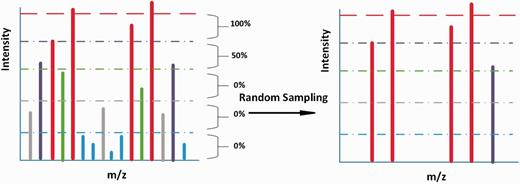 Intensity
100%
50%
0%
0%
0%
m/z
Random Sampling
Intensity
m/z